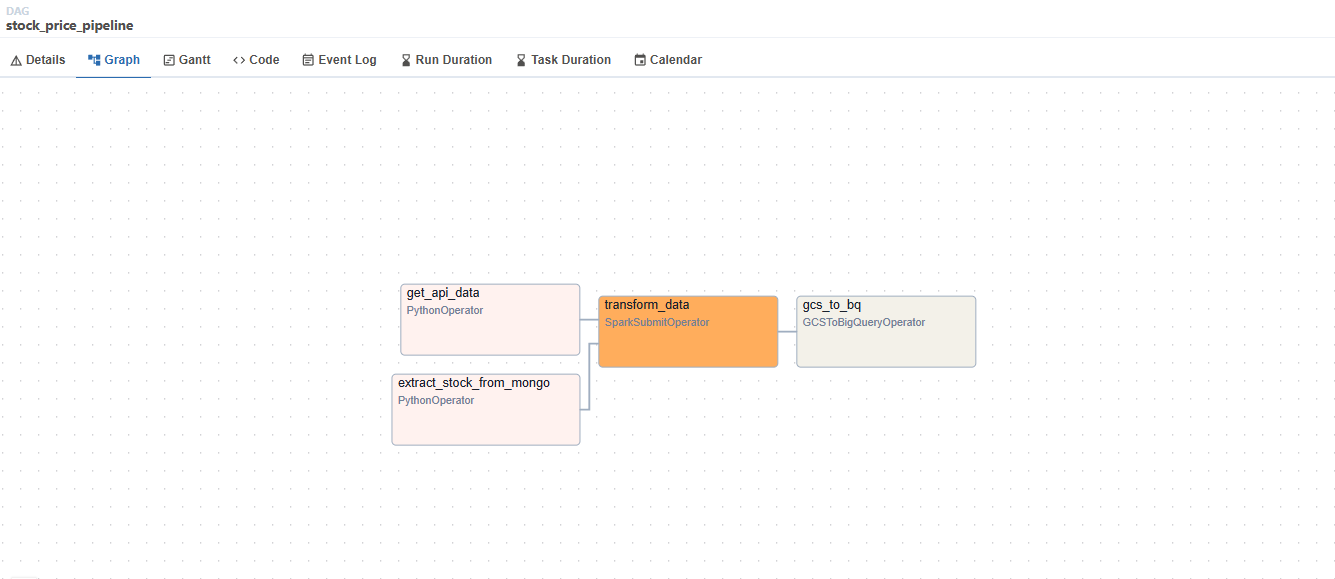 DAG
stock_price_pipeline
Details
Graph
Gantt
Code
Event Log
Run Duration
Task Duration
Calendar
get_api_data
PythonOperator
extract_stock_from_mongo
PythonOperator
transform_data
SparkSubmitOperator
gcs_to_bq
GCSToBigQueryOperator